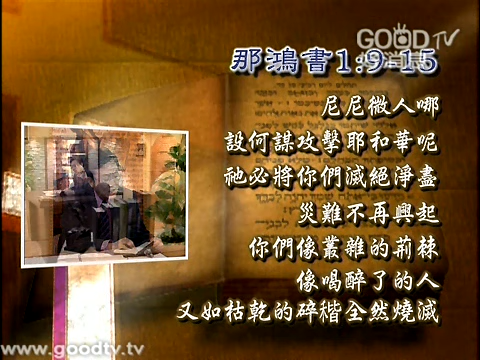 GOODTV
那鴻書1:9-15
尼尼微人哪
設何謀攻擊耶和華呢
祂必將你們滅絕淨盡
災難不再興起
你們像叢雜的荊棘
像喝醉了的人
又如枯乾的碎稭全然燒滅
www.goodtv.tv